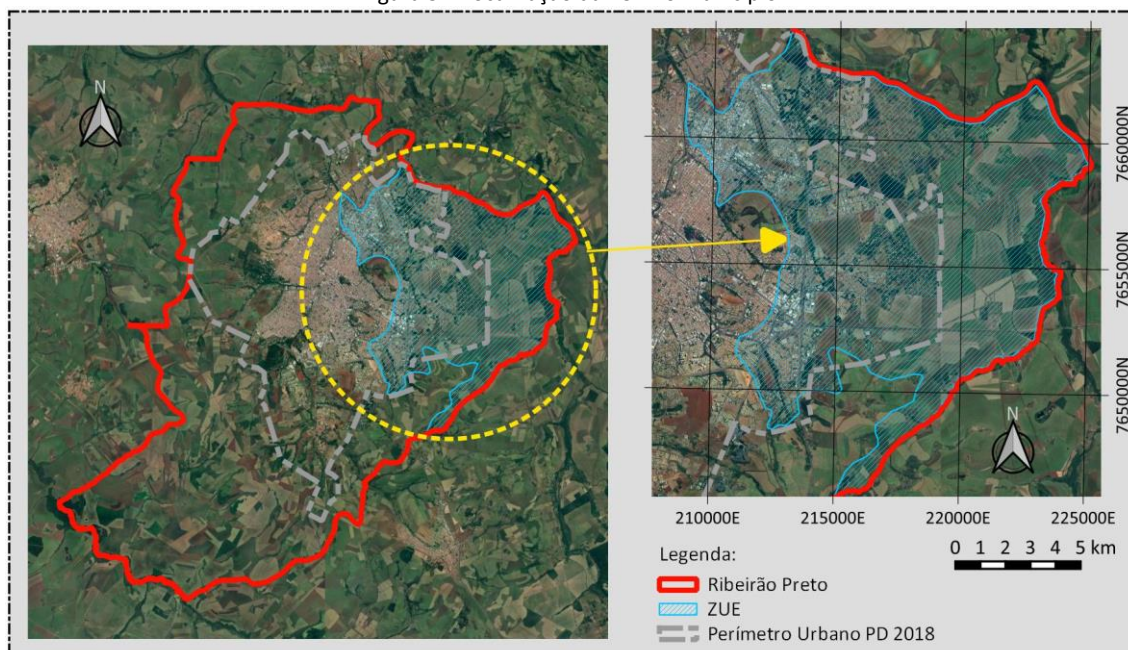 N
N
7660000N
7655000N
7650000N
210000E 215000E 220000E 225000E
Legenda:
0 1 2 3 4 5 km
Ribeirão Preto
ZUE
Perímetro Urbano PD 2018